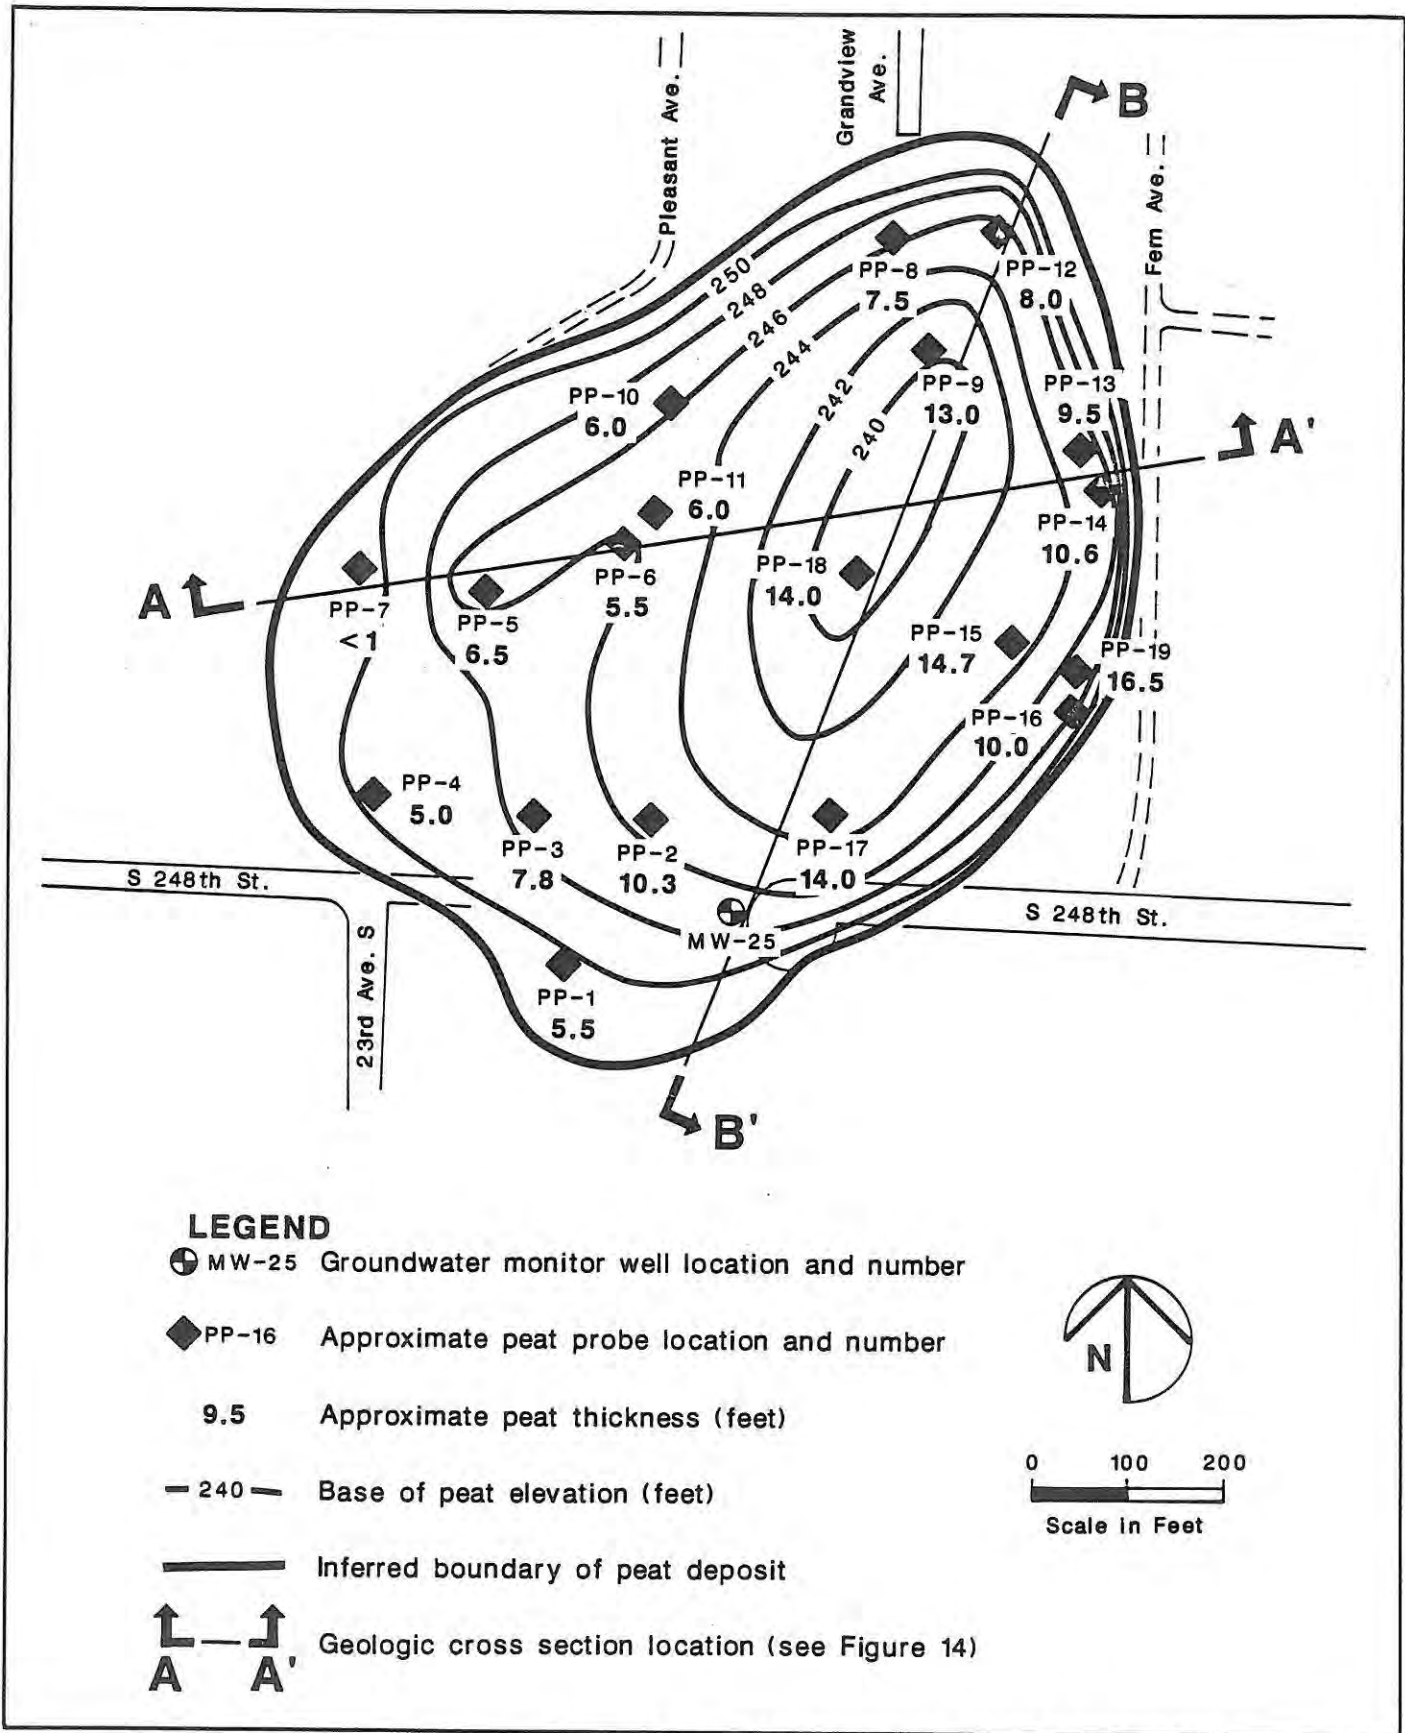 Pleasant Ave.
Grandview
Ave.
B
Fern Ave.
250
248
246
244
242
240
PP-8
7.5
PP-12
8.0
PP-9
13.0
PP-13
9.5
PP-10
6.0
A'
PP-11
6.0
PP-14
10.6
A
PP-7
<1
PP-5
6.5
PP-6
5.5
PP-18
14.0
PP-15
14.7
PP-19
16.5
PP-16
10.0
PP-4
5.0
PP-3
7.8
PP-2
10.3
PP-17
14.0
S 248th St.
S 248th St.
MW-25
23rd Ave. S
PP-1
5.5
B'
LEGEND
MW-25 Groundwater monitor well location and number
PP-16 Approximate peat probe location and number
9.5 Approximate peat thickness (feet)
240 Base of peat elevation (feet)
Inferred boundary of peat deposit
A A' Geologic cross section location (see Figure 14)
N
0 100 200
Scale in Feet